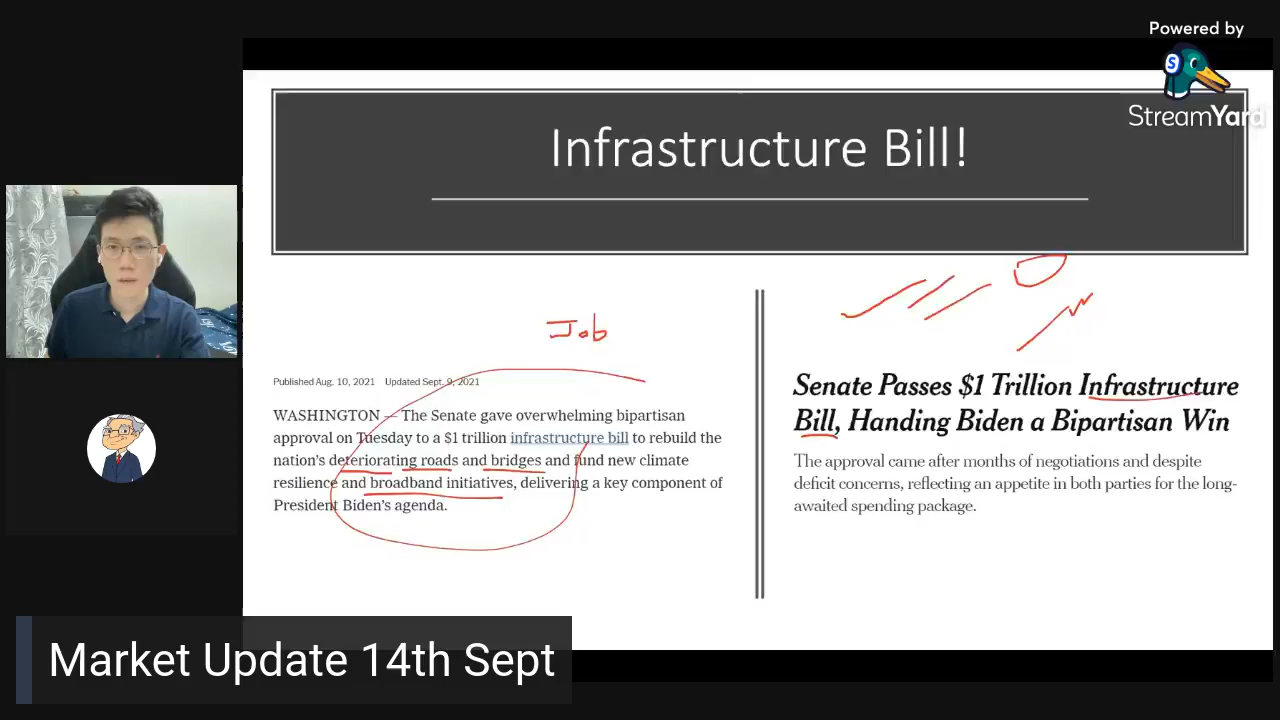 Powered by
StreamYard
Infrastructure Bill!
Job
Published Aug. 10, 2021 Updated Sept. 9, 2021
WASHINGTON — The Senate gave overwhelming bipartisan
approval on Tuesday to a $1 trillion infrastructure bill to rebuild the
nation's deteriorating roads and bridges and fund new climate
resilience and broadband initiatives, delivering a key component of
President Biden's agenda.
Senate Passes $1 Trillion Infrastructure
Bill, Handing Biden a Bipartisan Win
The approval came after months of negotiations and despite
deficit concerns, reflecting an appetite in both parties for the long-
awaited spending package.
Market Update 14th Sept